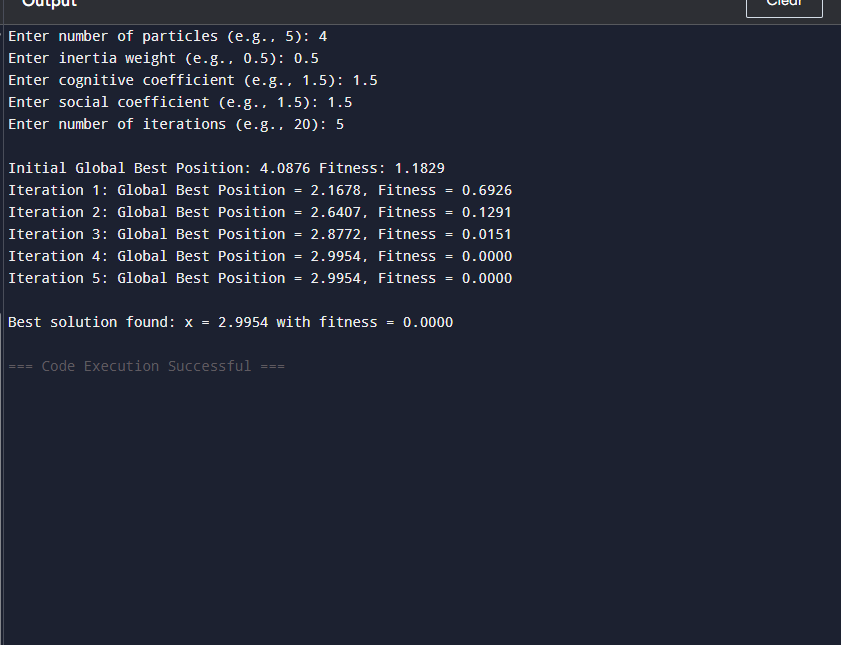 Output
Clear
Enter number of particles (e.g., 5): 4
Enter inertia weight (e.g., 0.5): 0.5
Enter cognitive coefficient (e.g., 1.5): 1.5
Enter social coefficient (e.g., 1.5): 1.5
Enter number of iterations (e.g., 20): 5
Initial Global Best Position: 4.0876 Fitness: 1.1829
Iteration 1: Global Best Position = 2.1678, Fitness = 0.6926
Iteration 2: Global Best Position = 2.6407, Fitness = 0.1291
Iteration 3: Global Best Position = 2.8772, Fitness = 0.0151
Iteration 4: Global Best Position = 2.9954, Fitness = 0.0000
Iteration 5: Global Best Position = 2.9954, Fitness = 0.0000
Best solution found: x = 2.9954 with fitness = 0.0000
=== Code Execution Successful ===